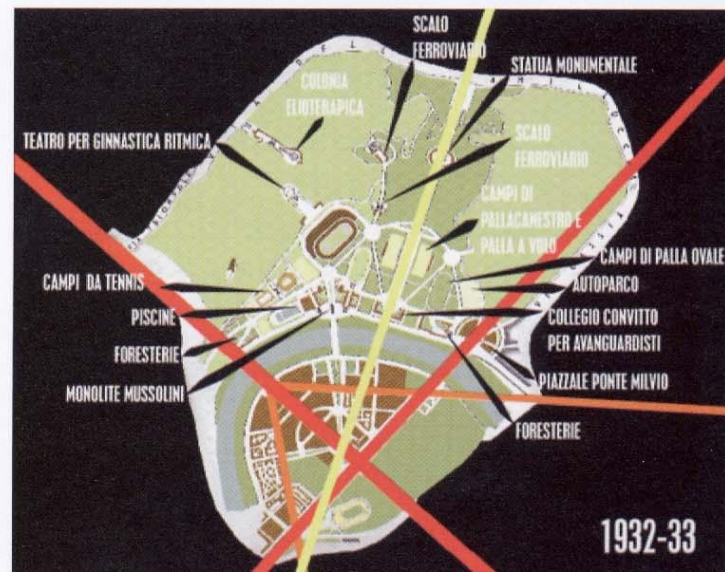 SCALO
FERROVIARIO
STATUA MONUMENTALE
COLONIA
ELIOTERAPICA
TEATRO PER GINNASTICA RITMICA
SCALO
FERROVIARIO
CAMPI DI
PALLACANESTRO E
PALLA A VOLO
CAMPI DI PALLA OVALE
CAMPI DA TENNIS
AUTOPARCO
PISCINE
COLLEGIO CONVITTO
PER AVANGUARDISTI
FORESTERIE
PIAZZALE PONTE MILVIO
MONOLITE MUSSOLINI
FORESTERIE
1932-33